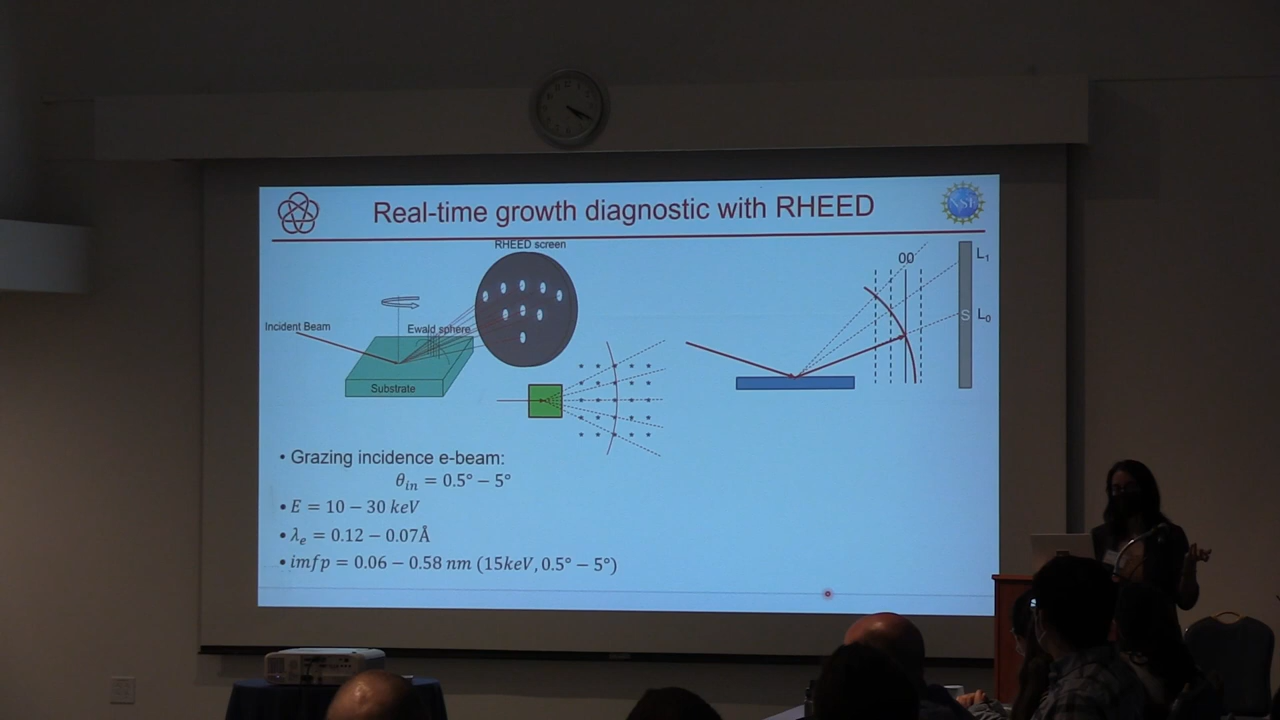 Real-time growth diagnostic with RHEED
NSF
RHEED screen
Incident Beam
Ewald sphere
Substrate
00
L₁
S
L₀
• Grazing incidence e-beam:
θᵢₙ = 0.5° − 5°
• E = 10 − 30 keV
• λₑ = 0.12 − 0.07Å
• imfp = 0.06 − 0.58 nm (15keV, 0.5° − 5°)